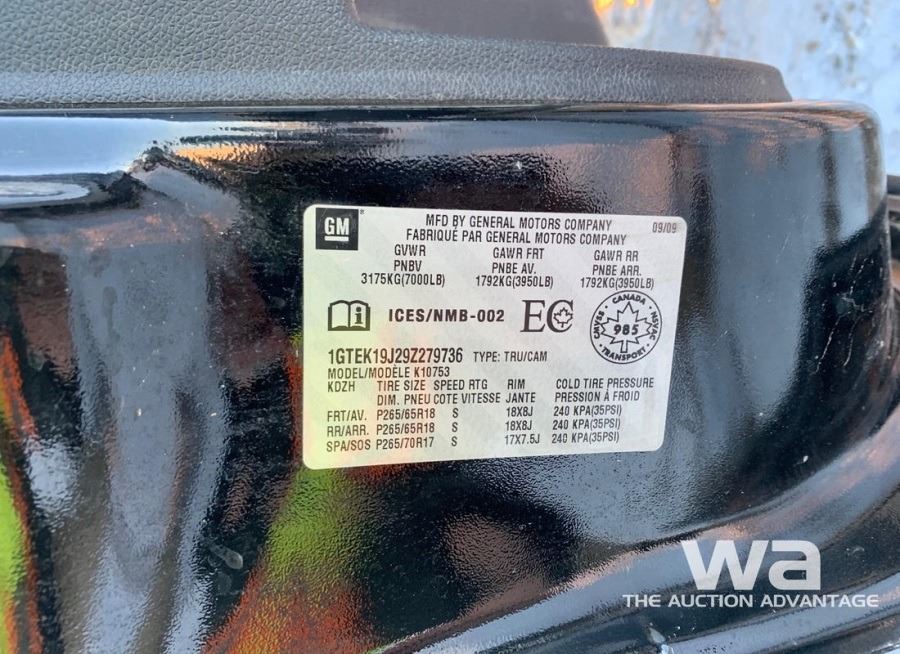 GM
MFD BY GENERAL MOTORS COMPANY 09/09
FABRIQUÉ PAR GENERAL MOTORS COMPANY
GVWR GAWR FRT GAWR RR
PNBV PNBE AV. PNBE ARR.
3175KG(7000LB) 1792KG(3950LB) 1792KG(3950LB)
ICES/NMB-002 EC
CANADA
CMVSS 985 NSVAC
TRANSPORT
1GTEK19J29Z279736 TYPE: TRU/CAM
MODEL/MODÈLE K10753
KDZH TIRE SIZE SPEED RTG RIM COLD TIRE PRESSURE
DIM. PNEU COTE VITESSE JANTE PRESSION À FROID
FRT/AV. P265/65R18 S 18X8J 240 KPA(35PSI)
RR/ARR. P265/65R18 S 18X8J 240 KPA(35PSI)
SPA/SOS P265/70R17 S 17X7.5J 240 KPA(35PSI)
wa
THE AUCTION ADVANTAGE